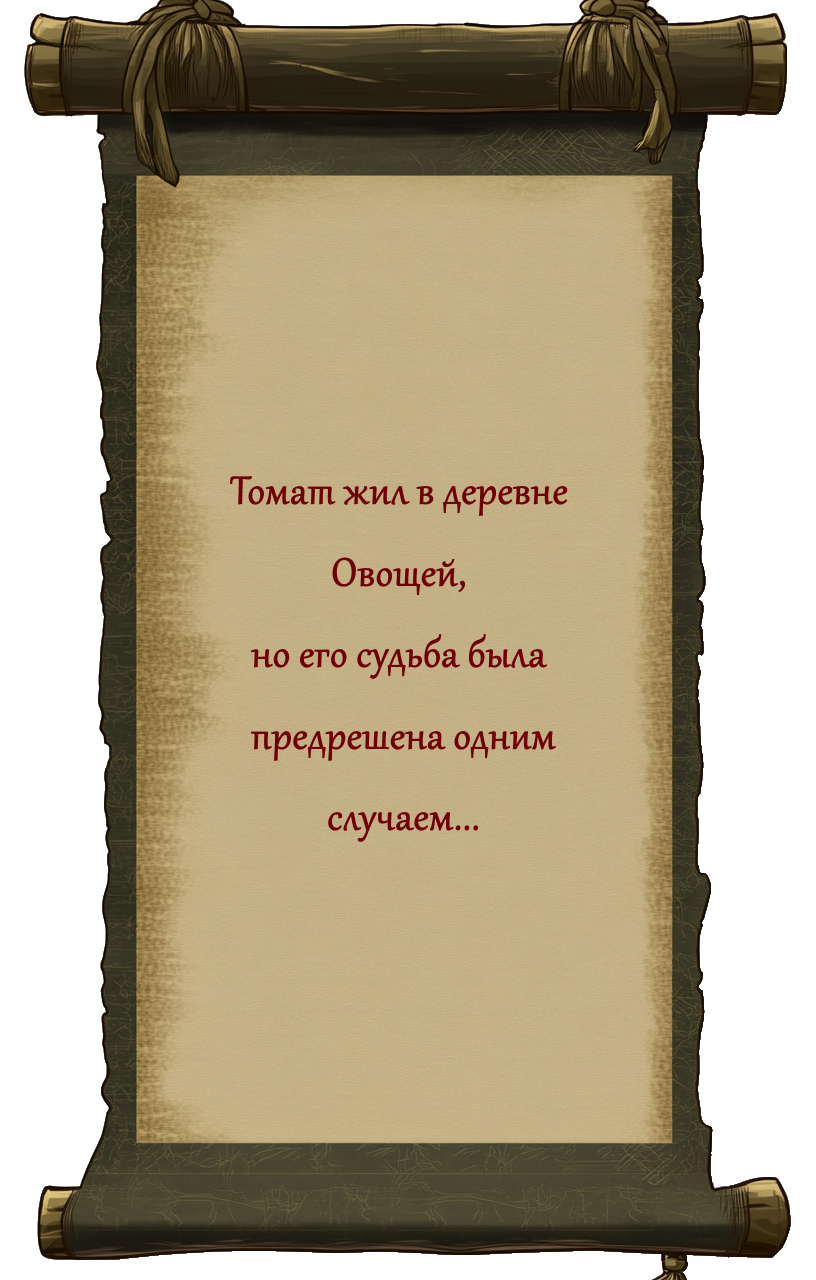 Томат жил в деревне
Овощей,
но его судьба была
предрешена одним
случаем...